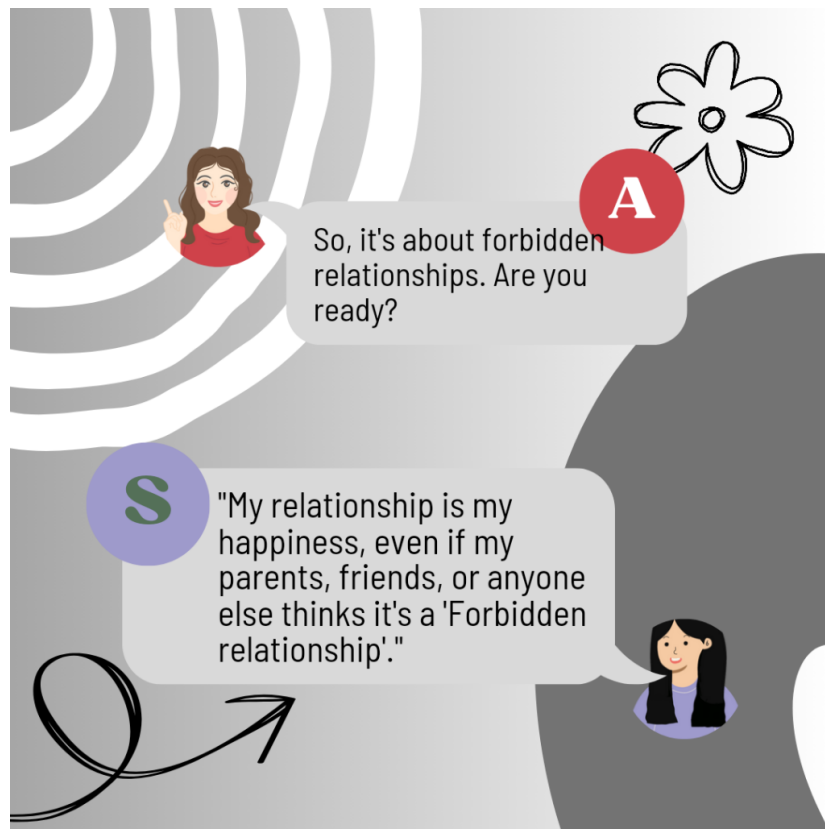 A
So, it's about forbidden
relationships. Are you
ready?
S
"My relationship is my
happiness, even if my
parents, friends, or anyone
else thinks it's a 'Forbidden
relationship'."